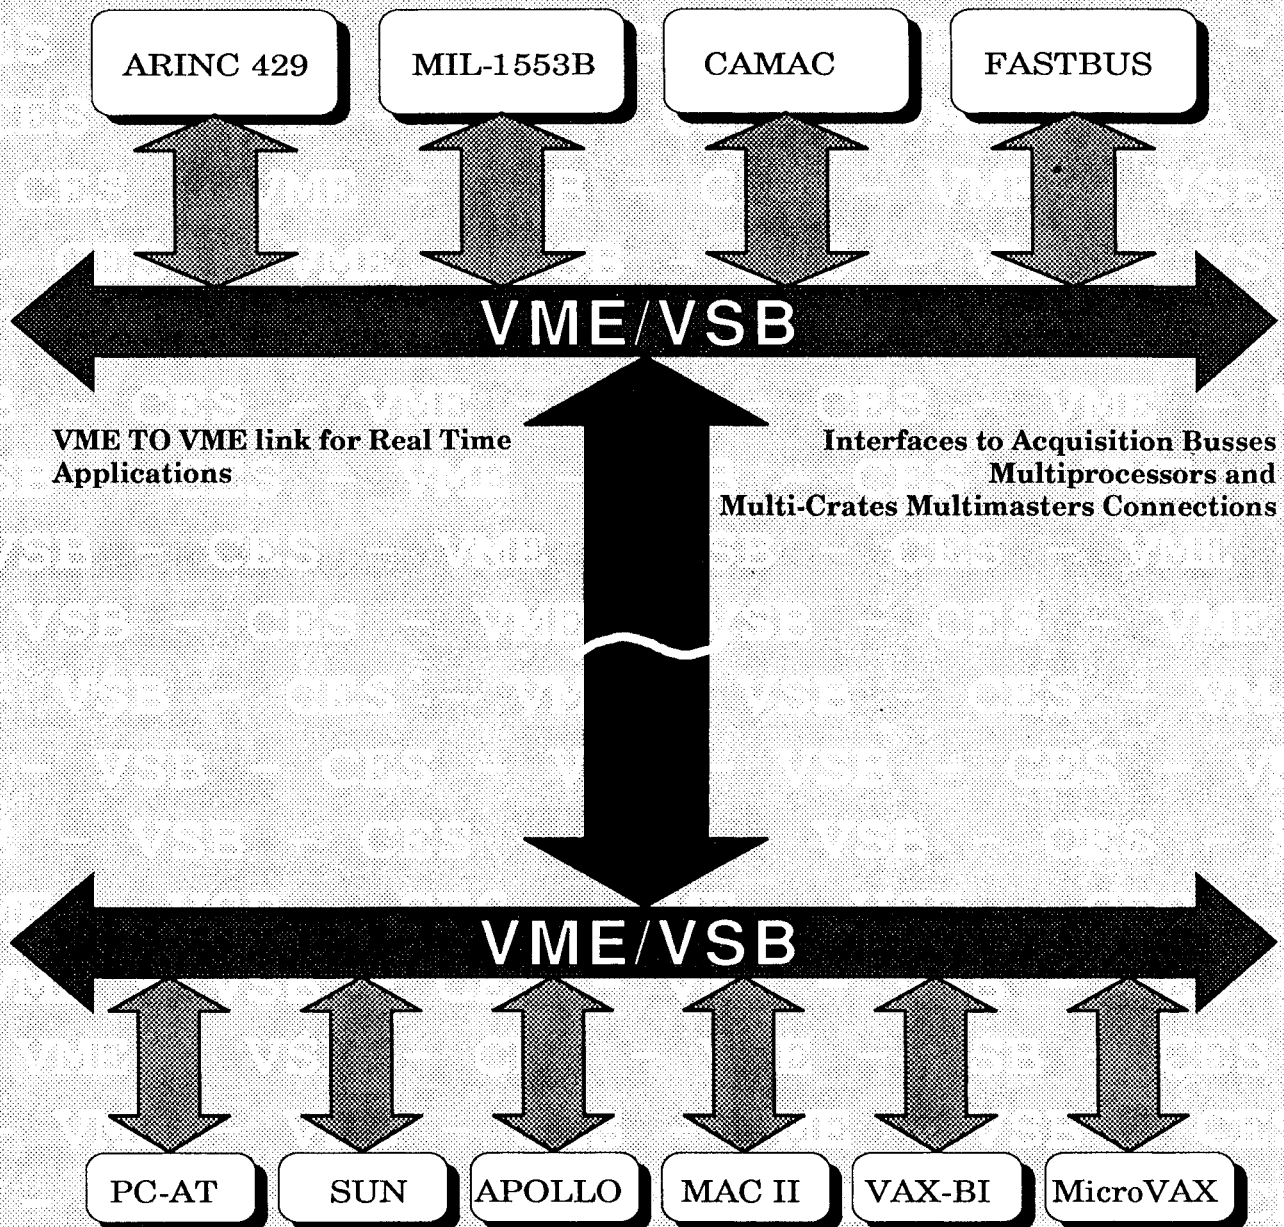 ARINC 429
MIL-1553B
CAMAC
FASTBUS
VME/VSB
VME TO VME link for Real Time
Applications
Interfaces to Acquisition Busses
Multiprocessors and
Multi-Crates Multimasters Connections
VME/VSB
PC-AT
SUN
APOLLO
MAC II
VAX-BI
MicroVAX